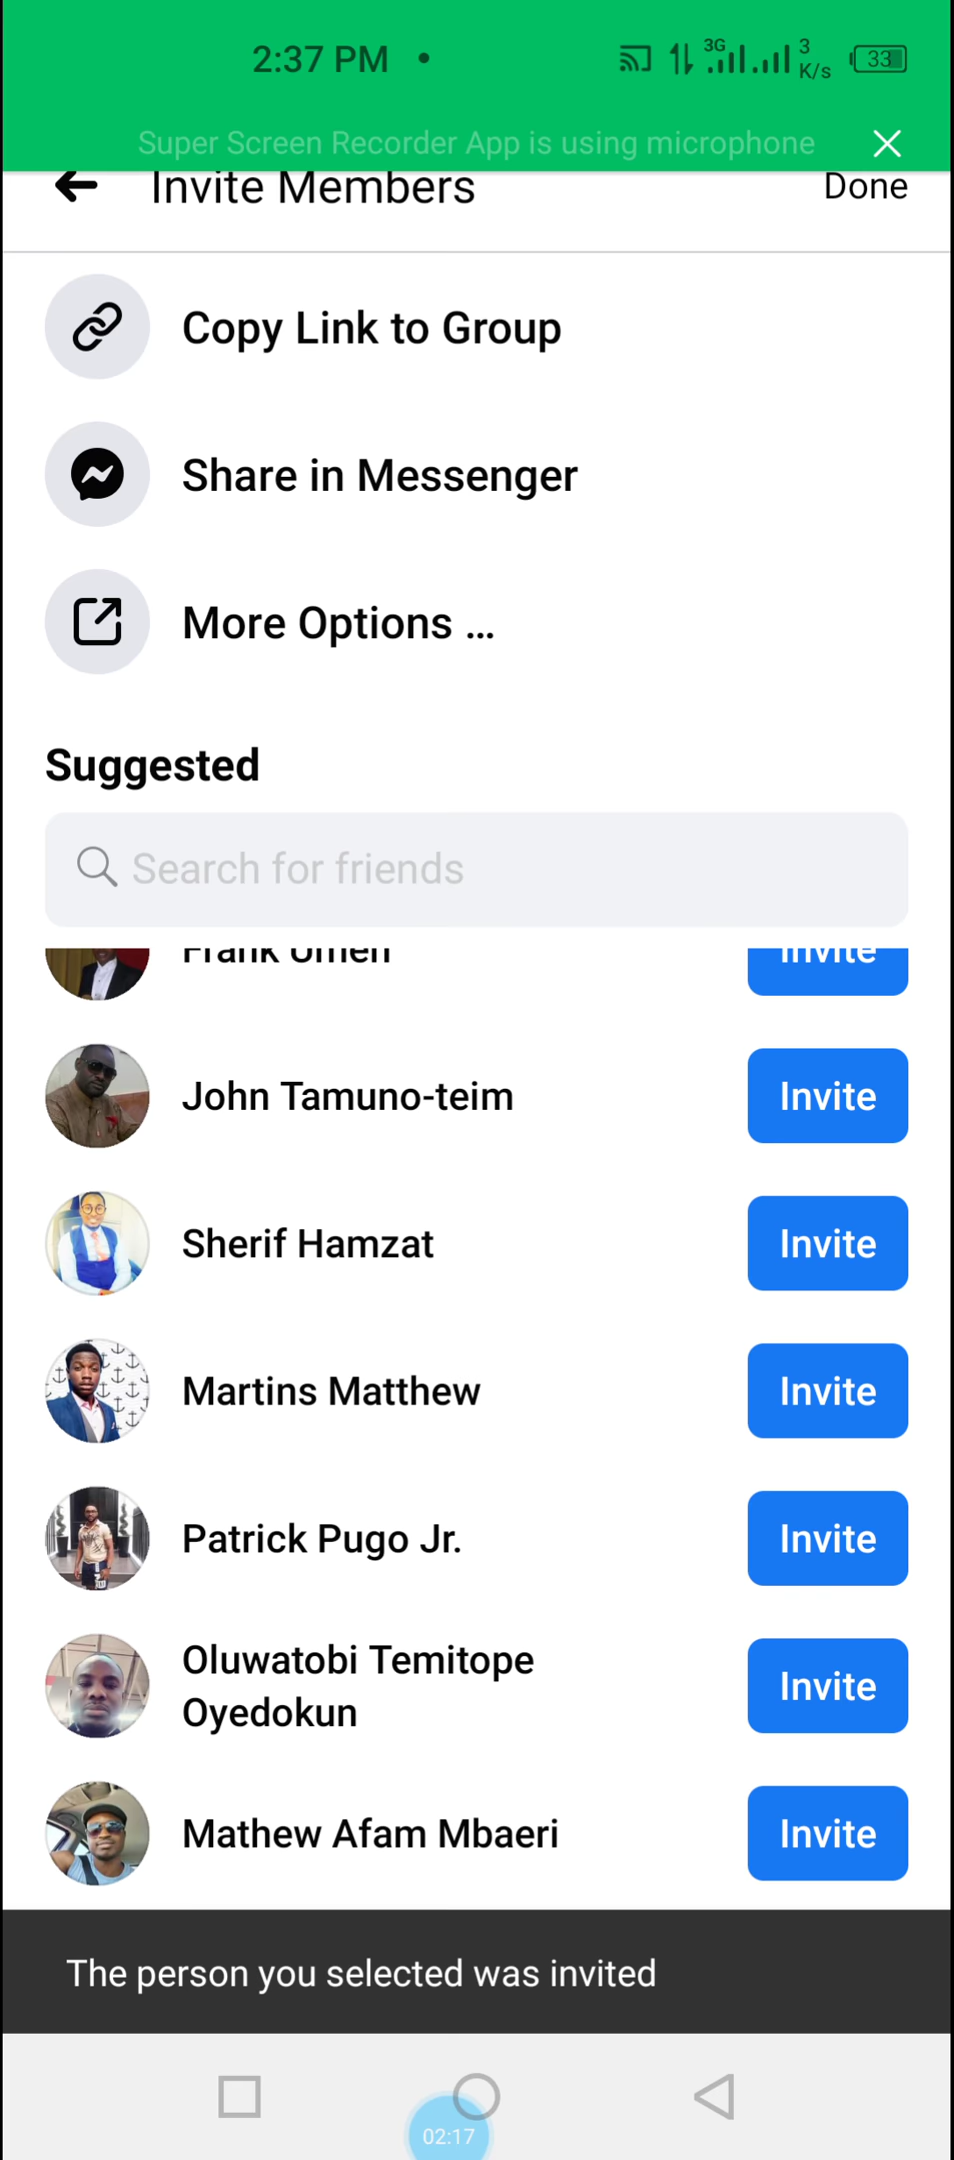 2:37 PM
3G
3
K/s
33
Super Screen Recorder App is using microphone
Invite Members
Done
Copy Link to Group
Share in Messenger
More Options ...
Suggested
Search for friends
Frank
Invite
John Tamuno-teim
Invite
Sherif Hamzat
Invite
Martins Matthew
Invite
Patrick Pugo Jr.
Invite
Oluwatobi Temitope
Oyedokun
Invite
Mathew Afam Mbaeri
Invite
The person you selected was invited
02:17